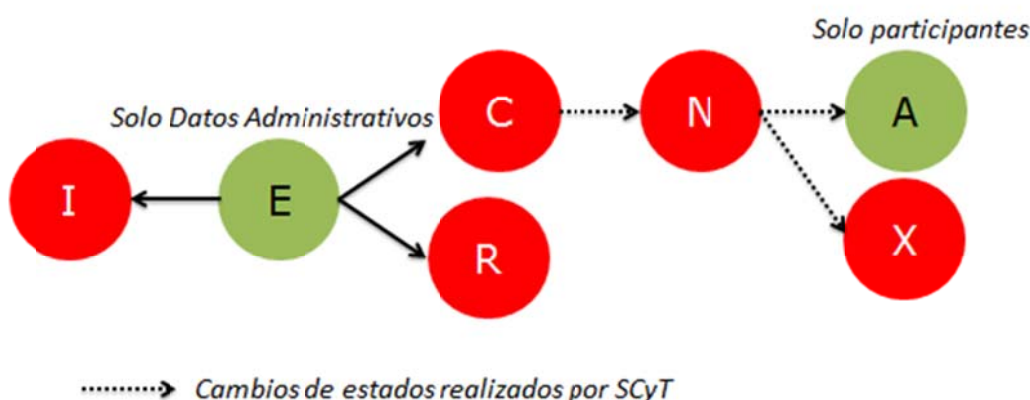 Solo participantes
Solo Datos Administrativos
C
N
A
I
E
R
X
Cambios de estados realizados por SCyT